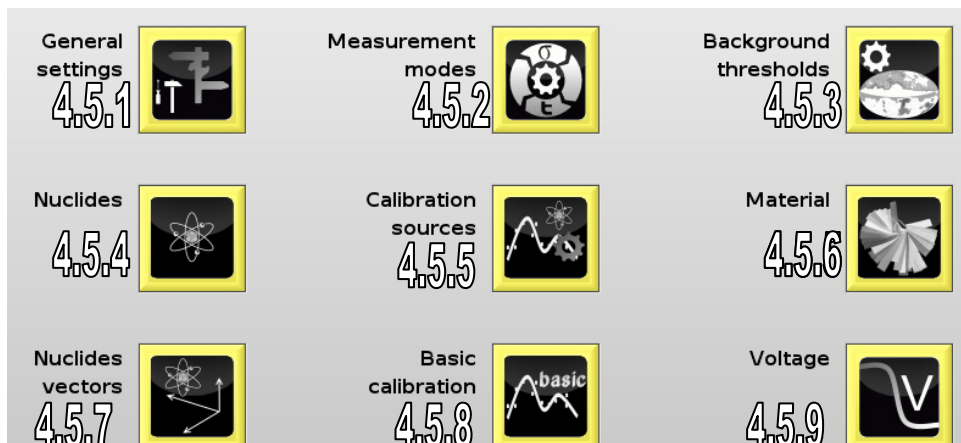 General
settings
4.5.1
Measurement
modes
4.5.2
σ
t
Background
thresholds
4.5.3
Nuclides
4.5.4
Calibration
sources
4.5.5
Material
4.5.6
Nuclides
vectors
4.5.7
Basic
calibration
4.5.8
basic
Voltage
4.5.9
V